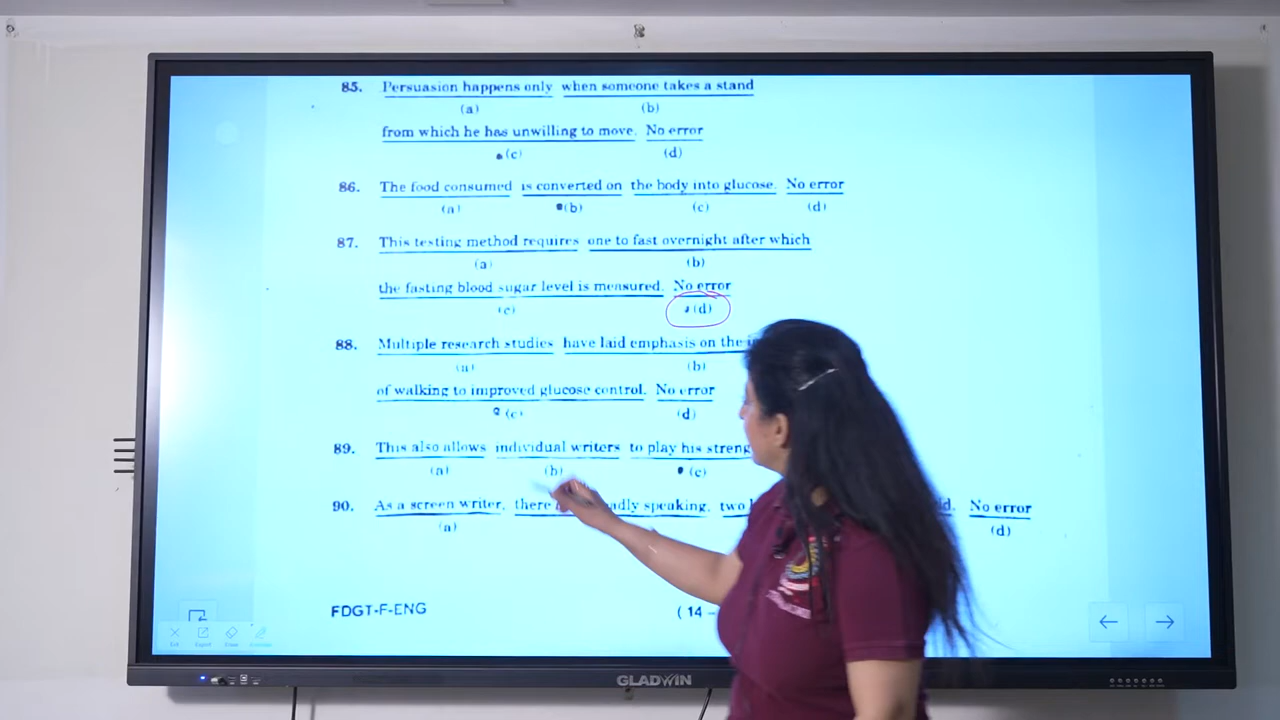 85. Persuasion happens only when someone takes a stand
(a) (b)
from which he has unwilling to move. No error
(c) (d)
86. The food consumed is converted on the body into glucose. No error
(a) (b) (c) (d)
87. This testing method requires one to fast overnight after which
(a) (b)
the fasting blood sugar level is measured. No error
(c) (d)
88. Multiple research studies have laid emphasis on the
(a) (b)
of walking to improved glucose control. No error
(c) (d)
89. This also allows individual writers to play his
(a) (b) (c)
90. As a screen writer, there speaking, No error
(a) (d)
FDGT-F-ENG (14
Exit Export Clear
GLADWIN